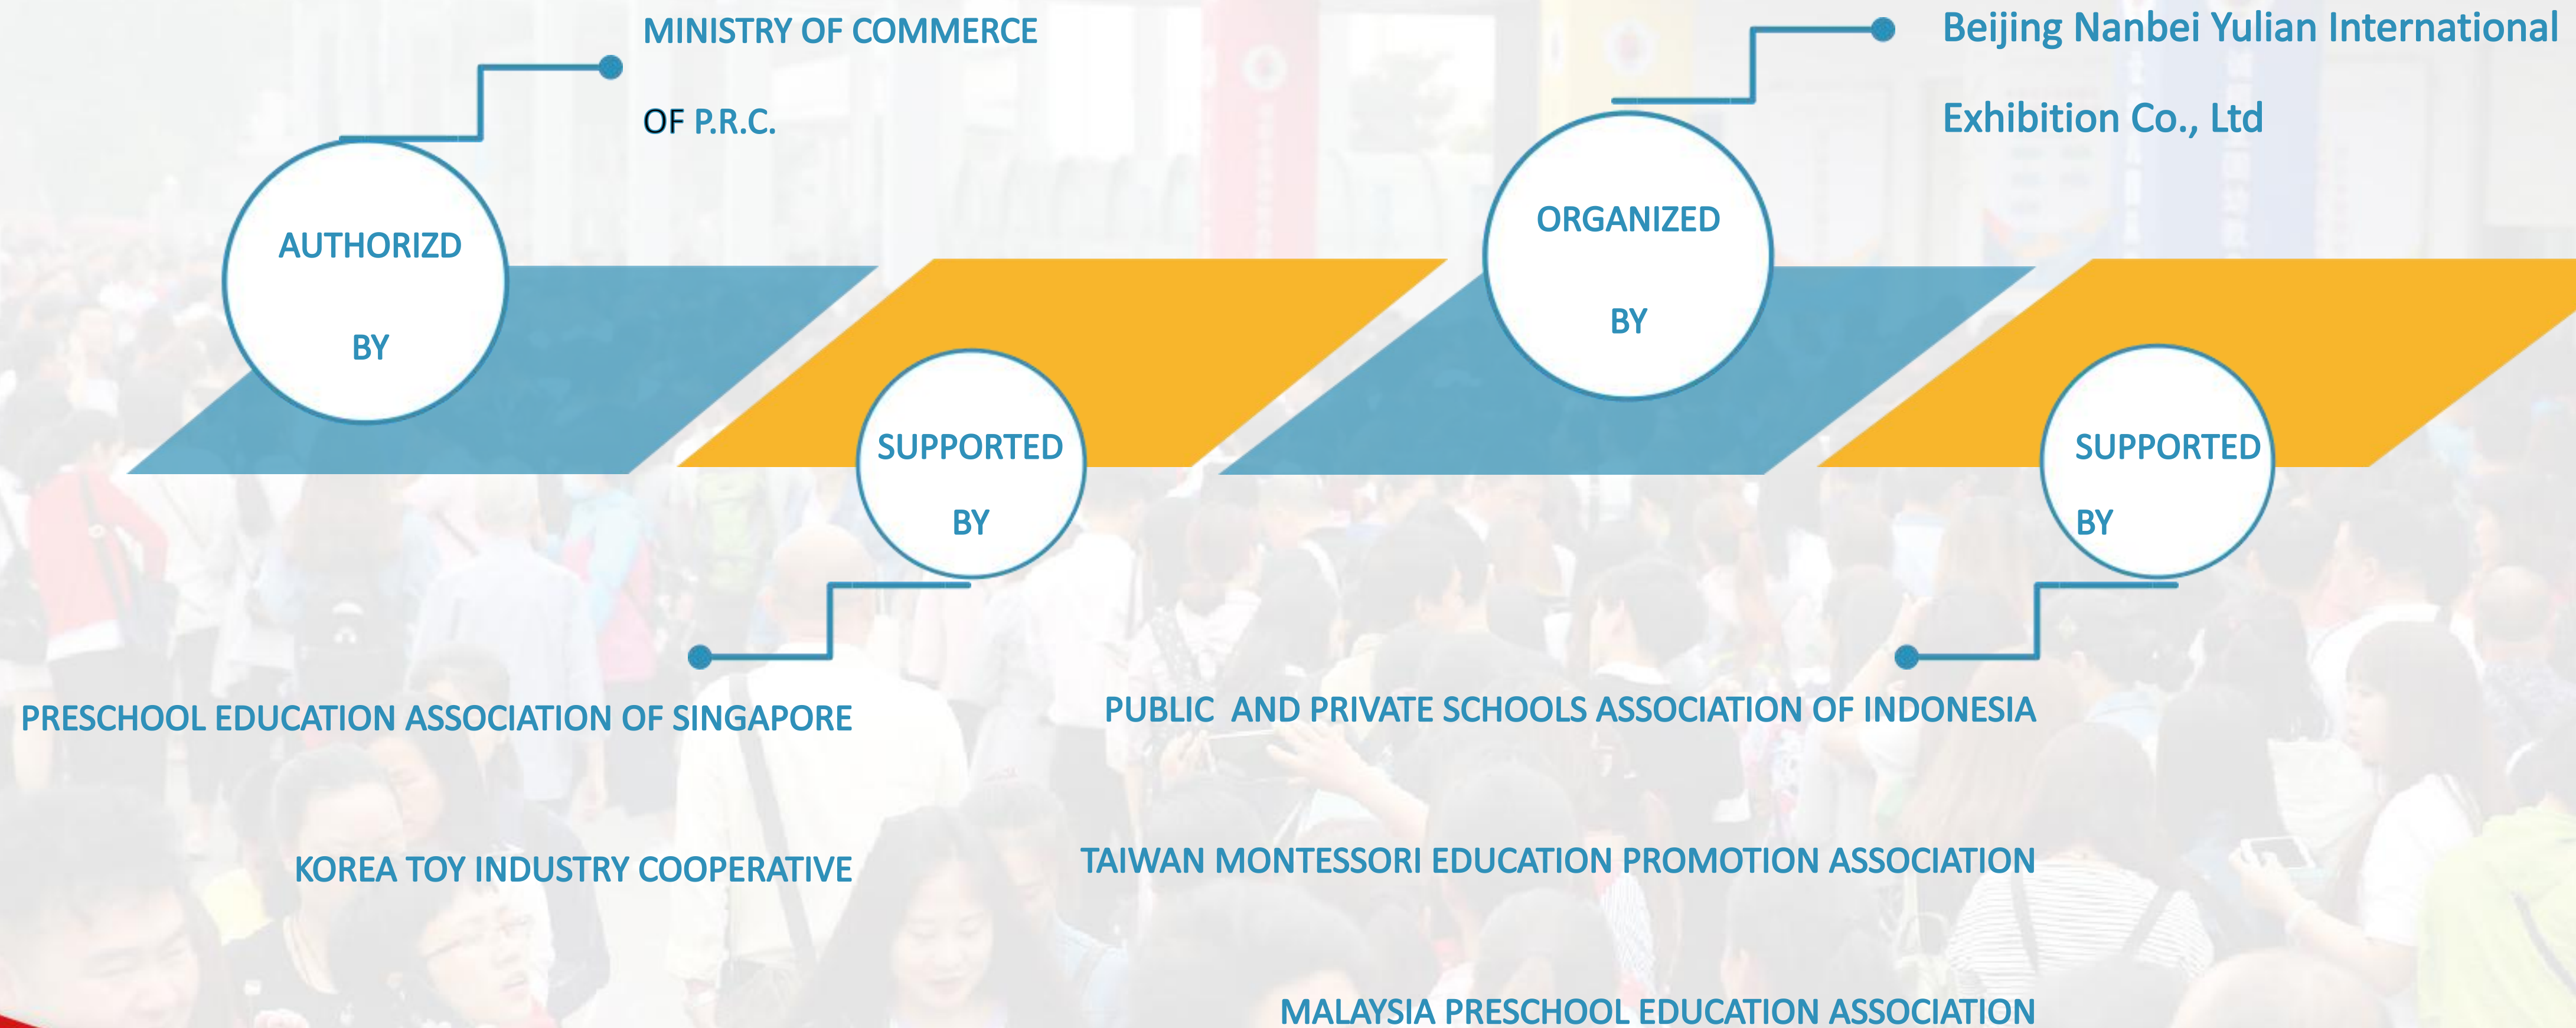 MINISTRY OF COMMERCE
OF P.R.C.
AUTHORIZD
BY
SUPPORTED
BY
PRESCHOOL EDUCATION ASSOCIATION OF SINGAPORE
KOREA TOY INDUSTRY COOPERATIVE
Beijing Nanbei Yulian International
Exhibition Co., Ltd
ORGANIZED
BY
SUPPORTED
BY
PUBLIC AND PRIVATE SCHOOLS ASSOCIATION OF INDONESIA
TAIWAN MONTESSORI EDUCATION PROMOTION ASSOCIATION
MALAYSIA PRESCHOOL EDUCATION ASSOCIATION